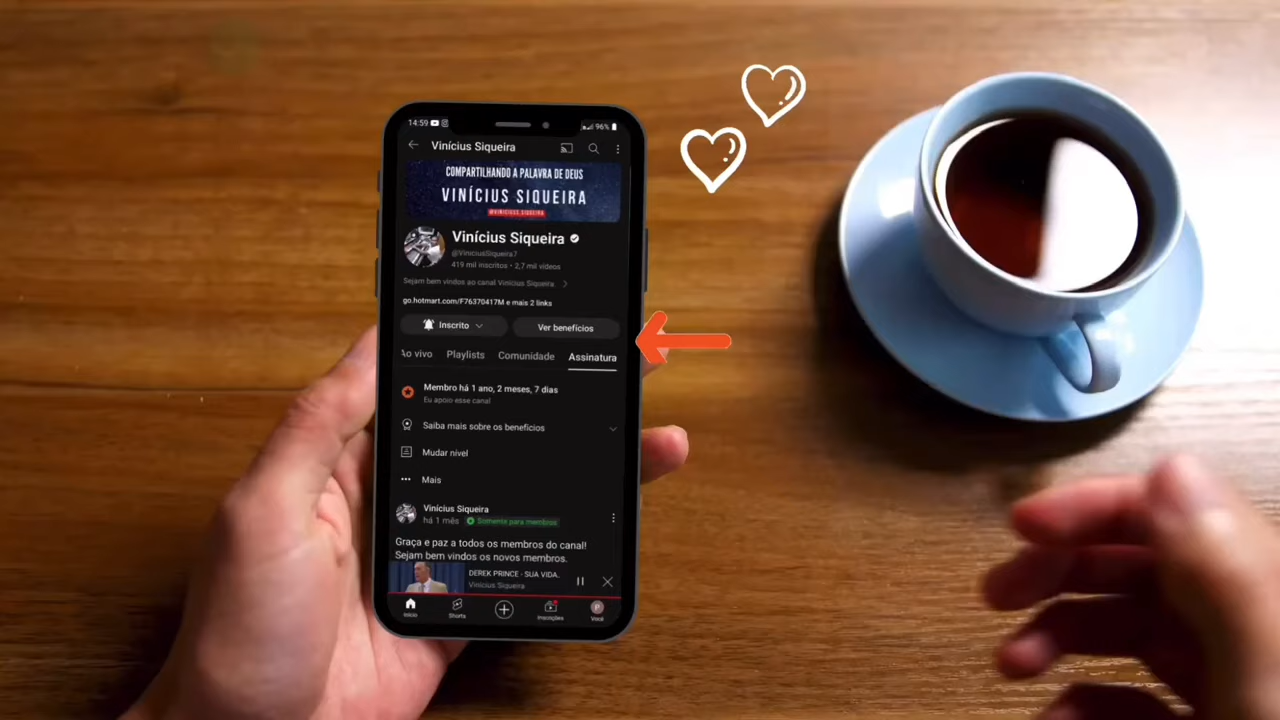 14:59
96%
Vinícius Siqueira
COMPARTILHANDO A PALAVRA DE DEUS
VINÍCIUS SIQUEIRA
@VINICIUS SIQUEIRA
Vinícius Siqueira
@ViniciusSiqueira7
419 mil inscritos • 2,7 mil vídeos
Sejam bem vindos ao canal Vinicius Siqueira
go.hotmart.com/F76370417M e mais 2 links
Inscrito
Ver benefícios
Ao vivo Playlists Comunidade Assinatura
Membro há 1 ano, 2 meses, 7 dias
Eu apoio esse canal
Saiba mais sobre os benefícios
Mudar nível
Mais
Vinícius Siqueira
há 1 mês Somente para membros
Graça e paz a todos os membros do canal!
Sejam bem vindos os novos membros.
DEREK PRINCE - SUA VIDA.
Vinícius Siqueira
Início Shorts Inscrições Você
P